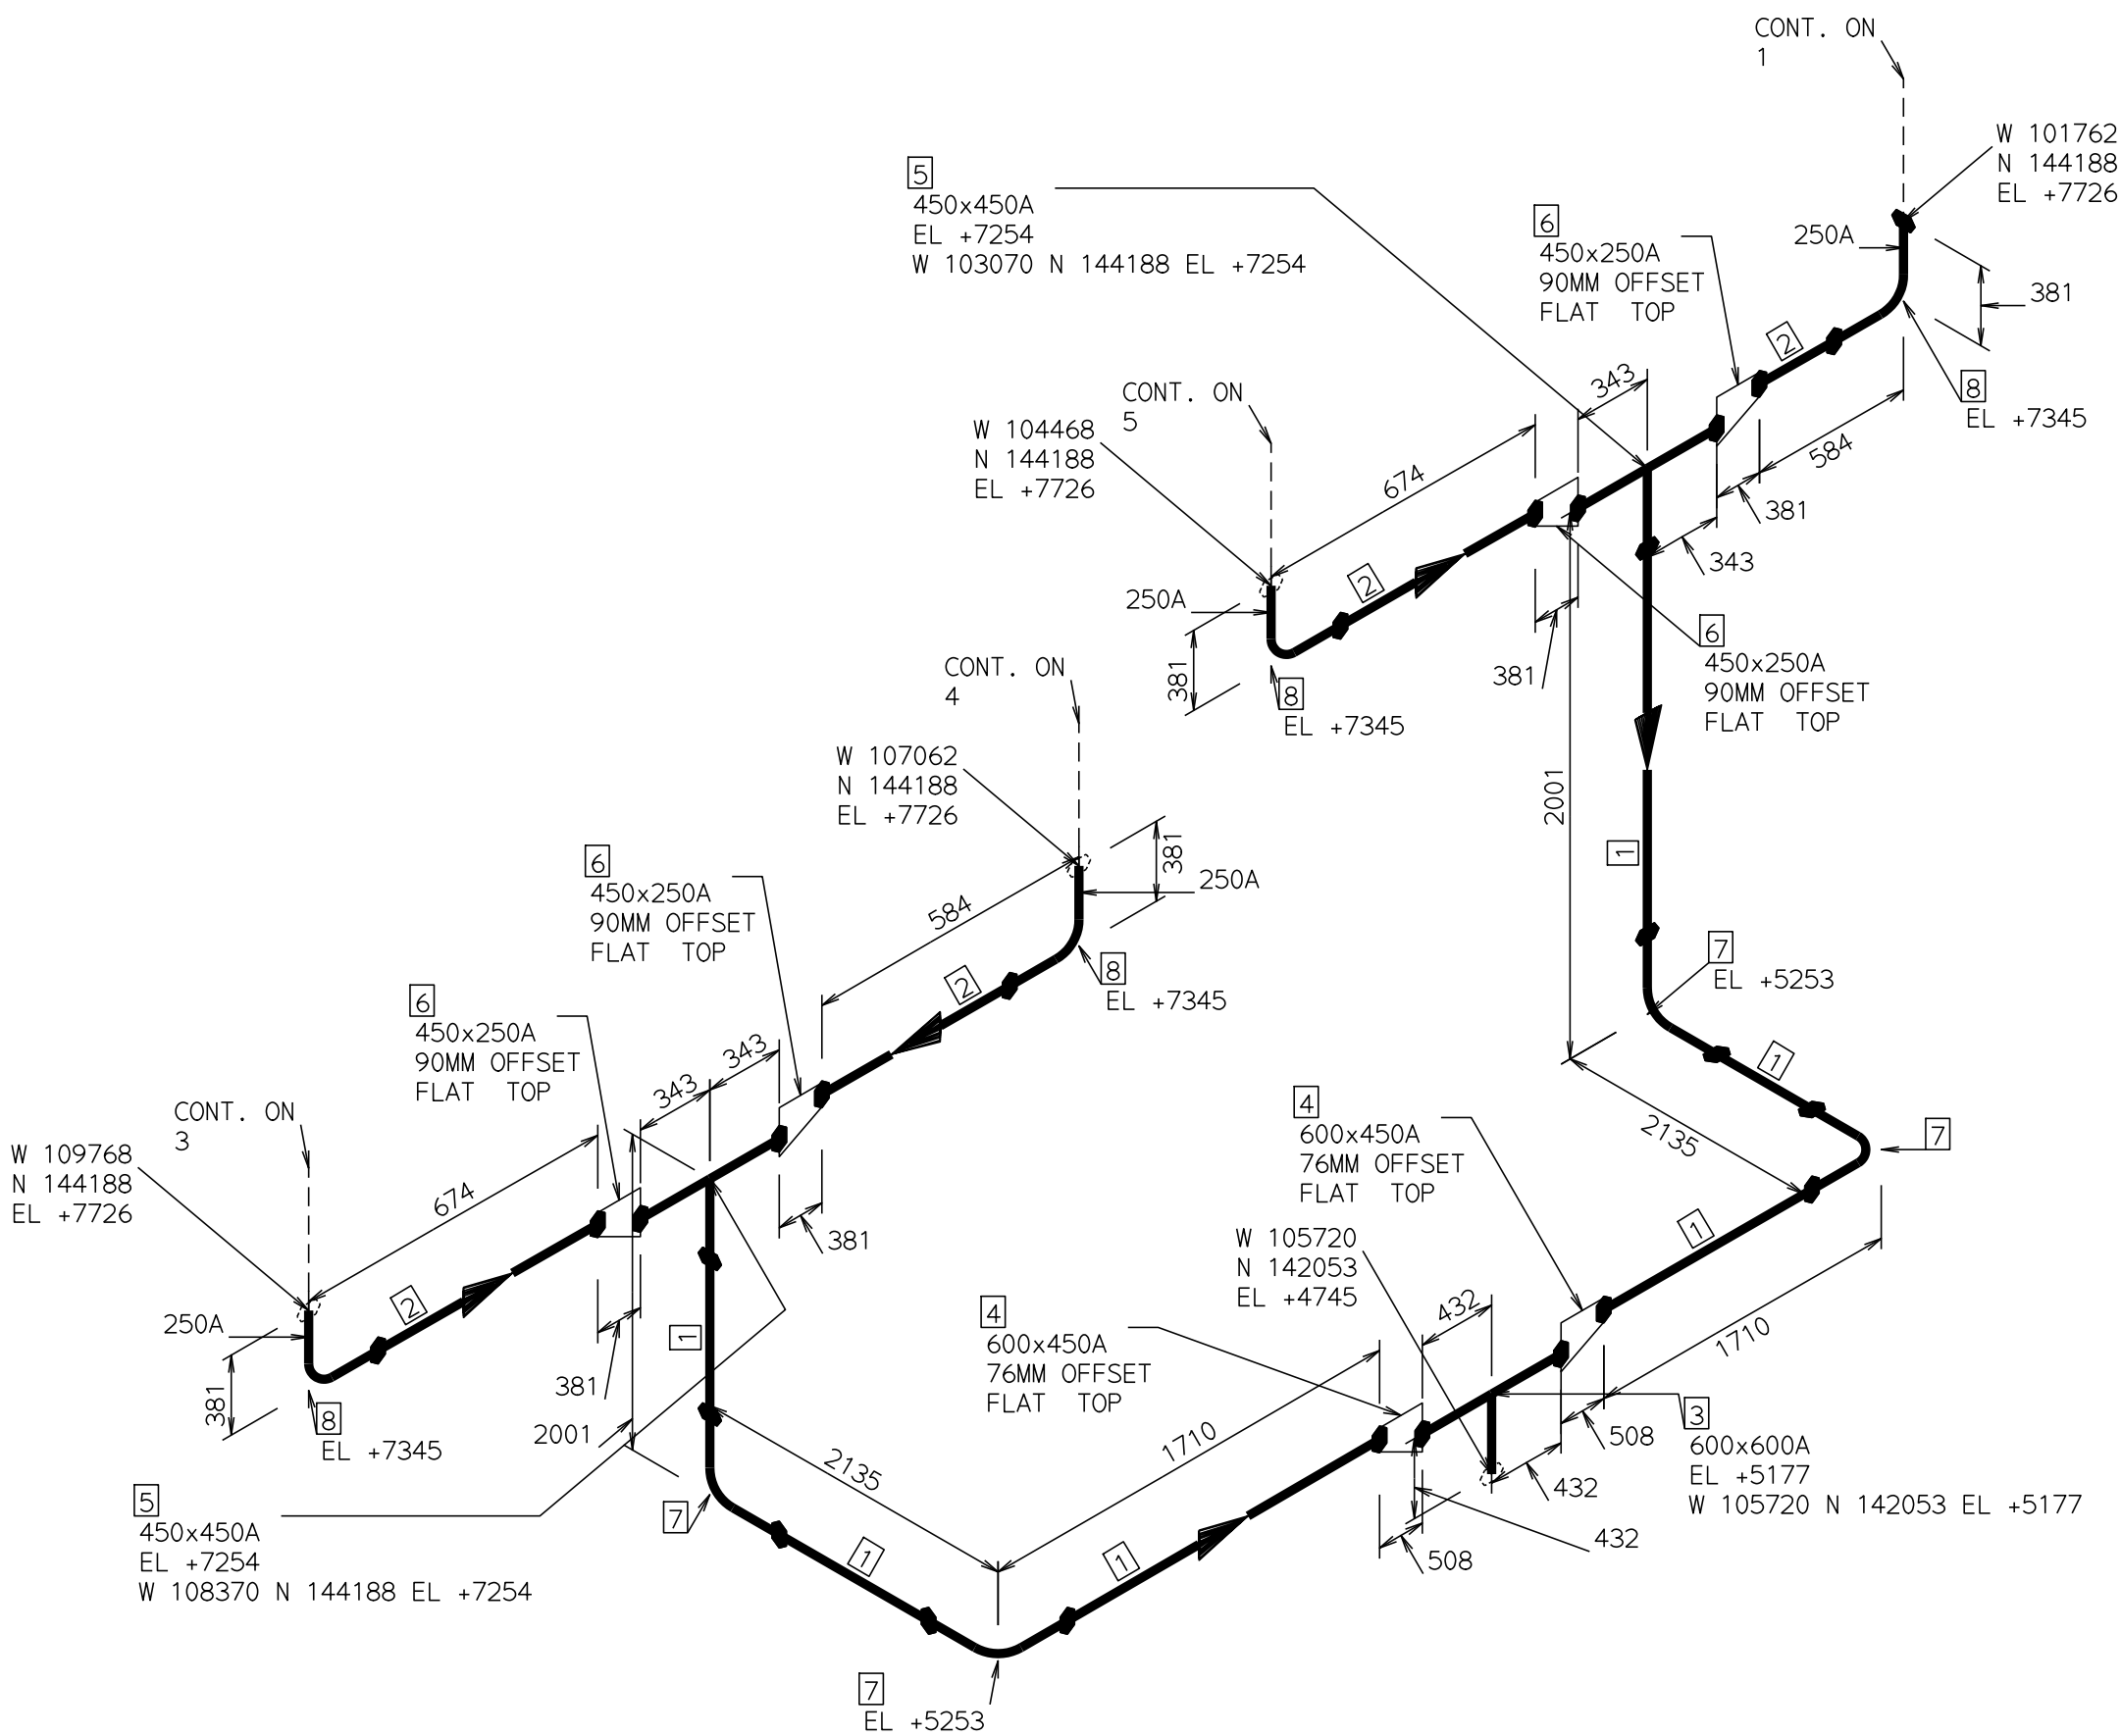 CONT. ON
1
W 101762
N 144188
EL +7726
5
450x450A
EL +7254
W 103070 N 144188 EL +7254
6
450x250A
90MM OFFSET
FLAT TOP
250A
381
2
8
EL +7345
343
584
381
343
CONT. ON
5
W 104468
N 144188
EL +7726
674
2
250A
381
8
EL +7345
381
6
450x250A
90MM OFFSET
FLAT TOP
CONT. ON
4
W 107062
N 144188
EL +7726
381
250A
2001
1
6
450x250A
90MM OFFSET
FLAT TOP
584
2
8
EL +7345
7
EL +5253
6
450x250A
90MM OFFSET
FLAT TOP
343
343
1
2135
7
4
600x450A
76MM OFFSET
FLAT TOP
CONT. ON
3
W 109768
N 144188
EL +7726
674
381
1
W 105720
N 142053
EL +4745
250A
2
1
381
381
2001
8
EL +7345
4
600x450A
76MM OFFSET
FLAT TOP
432
1710
1710
508
3
600x600A
EL +5177
W 105720 N 142053 EL +5177
432
432
508
2135
7
5
450x450A
EL +7254
W 108370 N 144188 EL +7254
1
1
7
EL +5253